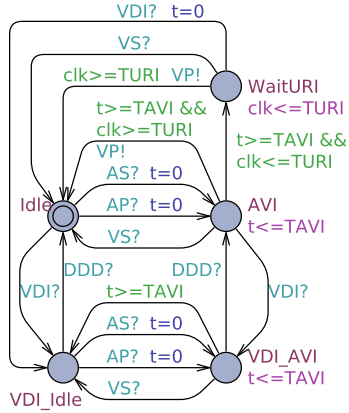 VDI? t=0
VS?
clk>=TURI VP!
WaitURI
clk<=TURI
t>=TAVI &&
clk>=TURI
VP!
t>=TAVI &&
clk<=TURI
AS? t=0
Idle
AP? t=0
AVI
t<=TAVI
VS?
DDD?
DDD?
VDI?
t>=TAVI
VDI?
AS? t=0
AP? t=0
VDI_AVI
t<=TAVI
VS?
VDI_Idle